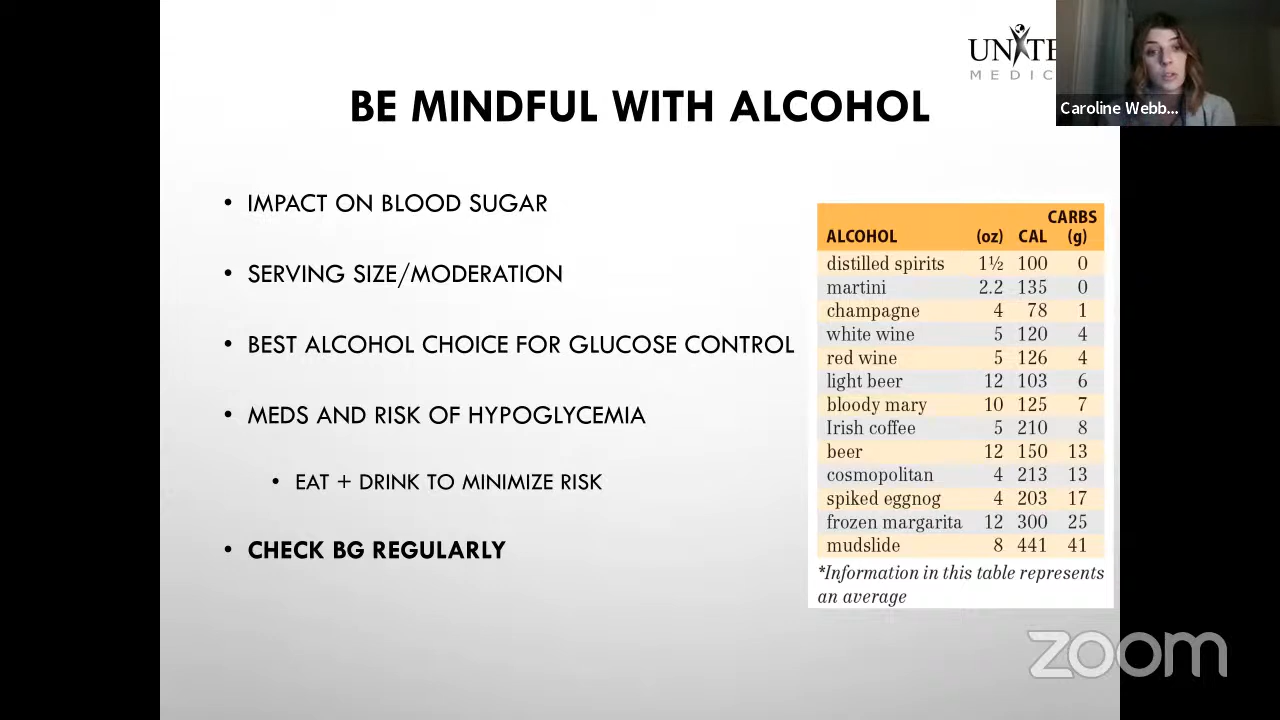 UNITE
MEDIC
Caroline Webb...
BE MINDFUL WITH ALCOHOL
• IMPACT ON BLOOD SUGAR
• SERVING SIZE/MODERATION
• BEST ALCOHOL CHOICE FOR GLUCOSE CONTROL
• MEDS AND RISK OF HYPOGLYCEMIA
• EAT + DRINK TO MINIMIZE RISK
• CHECK BG REGULARLY
CARBS
ALCOHOL (oz) CAL (g)
distilled spirits 1½ 100 0
martini 2.2 135 0
champagne 4 78 1
white wine 5 120 4
red wine 5 126 4
light beer 12 103 6
bloody mary 10 125 7
Irish coffee 5 210 8
beer 12 150 13
cosmopolitan 4 213 13
spiked eggnog 4 203 17
frozen margarita 12 300 25
mudslide 8 441 41
*Information in this table represents
an average
zoom